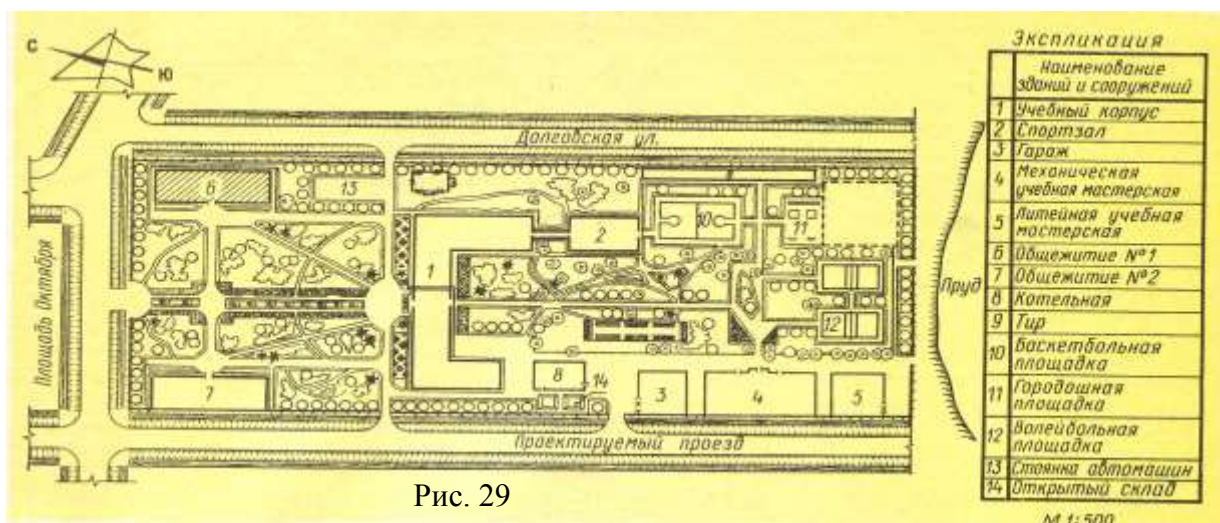 С
Ю
Долговская ул.
Площадь Октября
Проектируемый проезд
Пруд
6
13
9
10
11
2
1
12
7
8
14
3
4
5
Рис. 29
Экспликация
Наименование
зданий и сооружений
1 Учебный корпус
2 Спортзал
3 Гараж
4 Механическая
учебная мастерская
5 Литейная учебная
мастерская
6 Общежитие №1
7 Общежитие №2
8 Котельная
9 Тир
10 Баскетбольная
площадка
11 Городошная
площадка
12 Волейбольная
площадка
13 Стоянка автомашин
14 Открытый склад
М 1:500